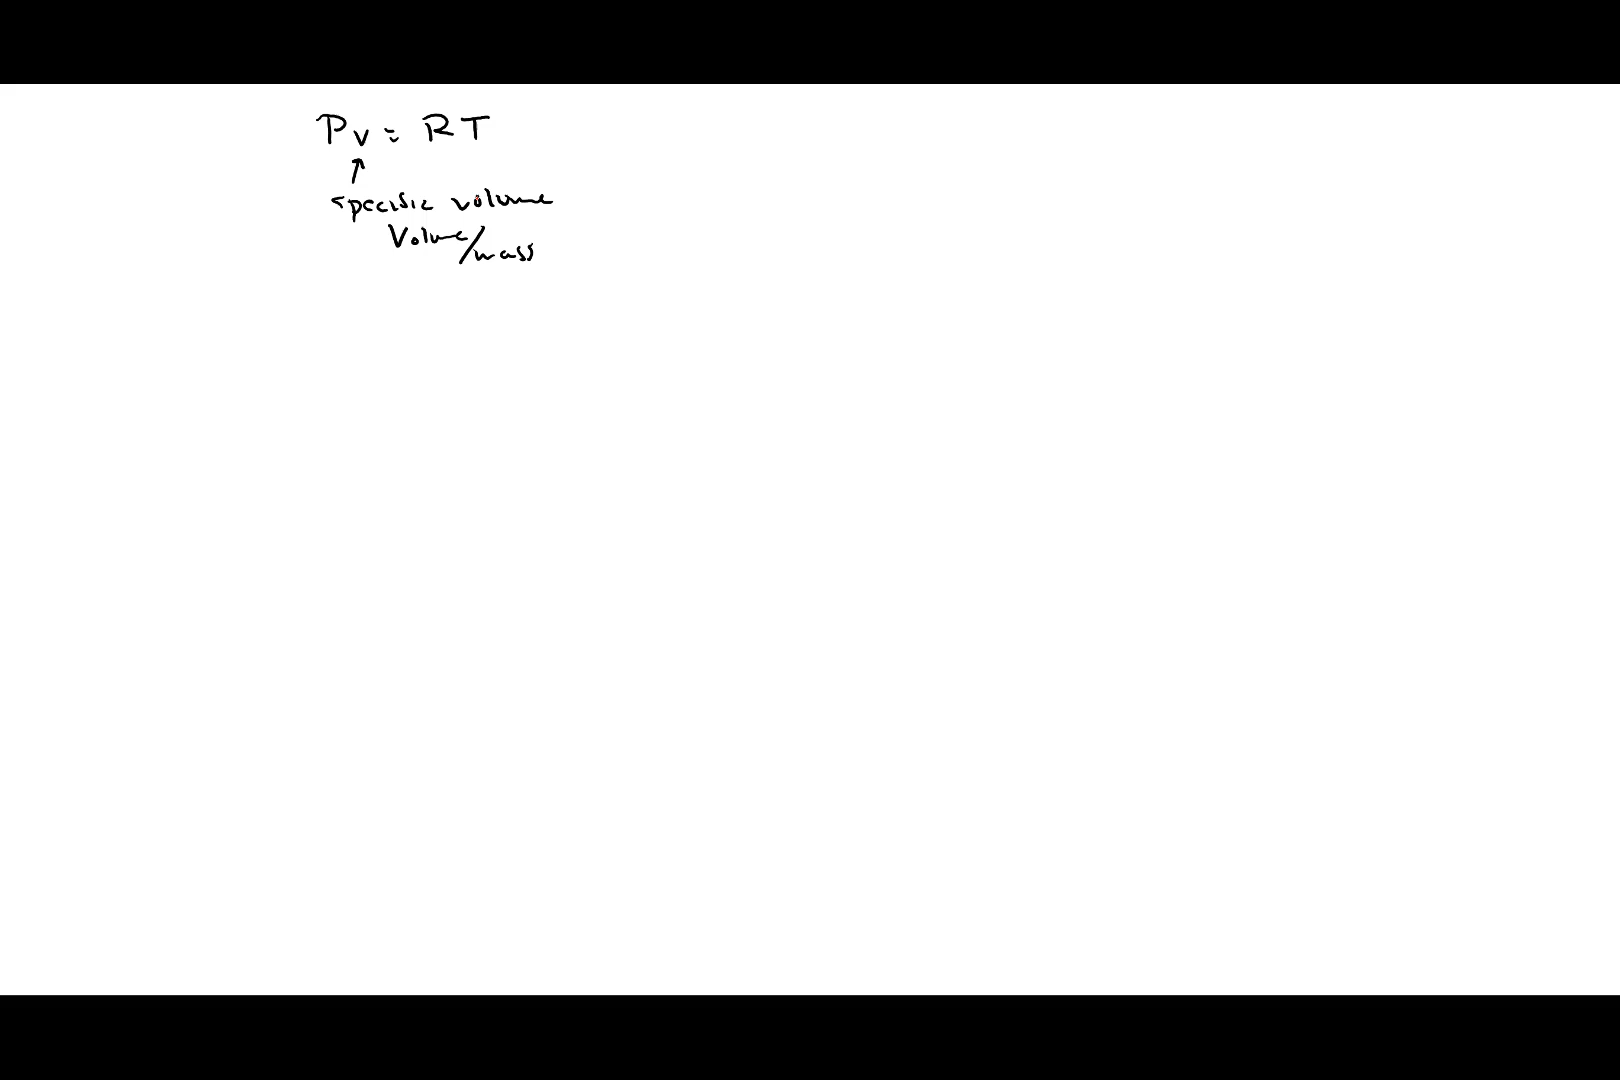 Pv = RT
↑
specific volume
Volume/mass